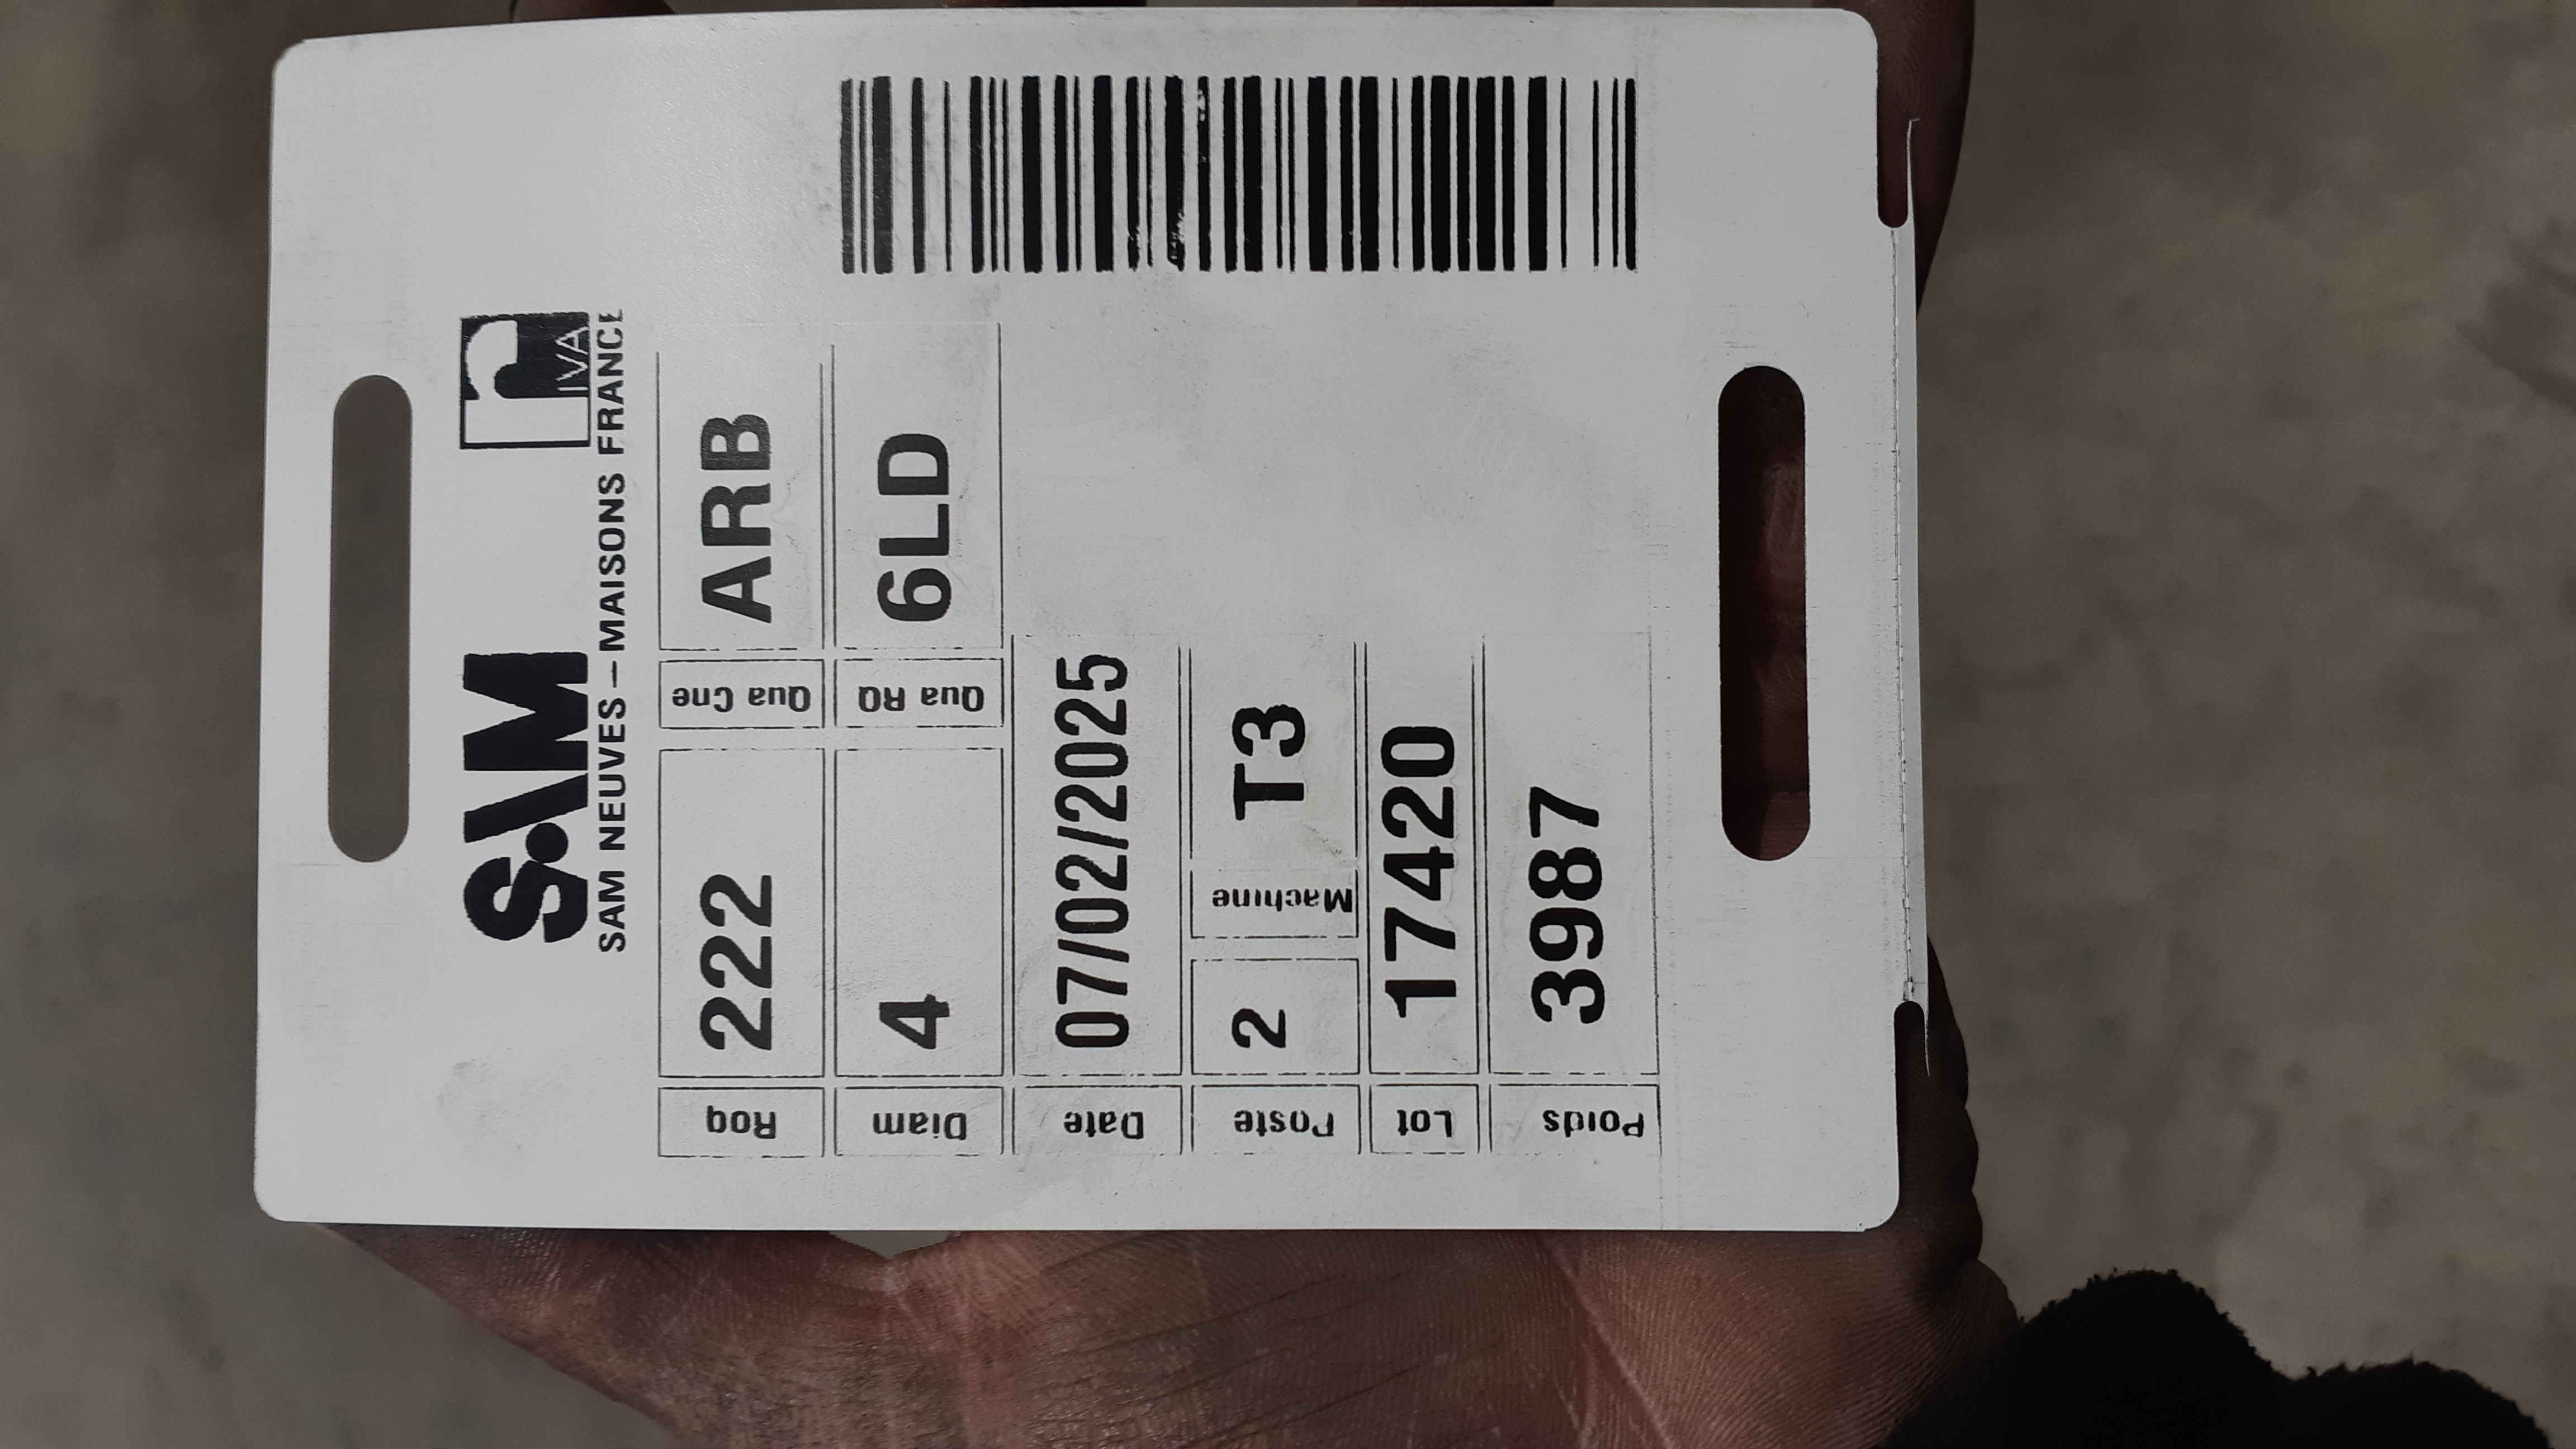 SAM
rIVA
SAM NEUVES – MAISONS FRANCE
Roq 222 Qua Cne ARB
Diam 4 Qua RQ 6LD
Date 07/02/2025
Poste 2 Machine T3
Lot 17420
Poids 3987